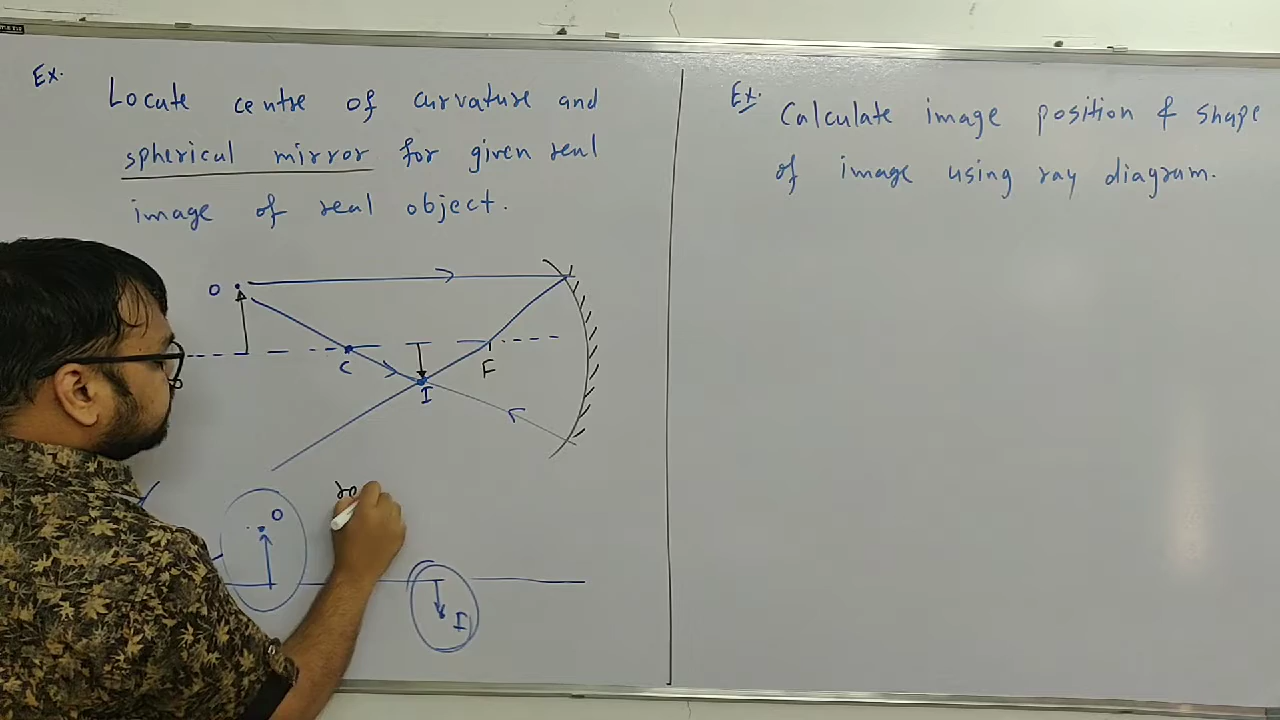 Ex.
Locate centre of curvature and
spherical mirror for given real
image of real object.
O
C
I
F
O
I
Ex.
Calculate image position & shape
of image using ray diagram.